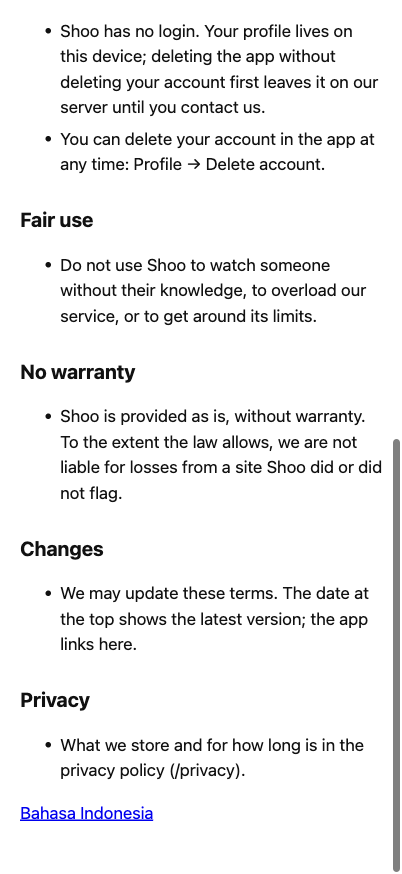 • Shoo has no login. Your profile lives on
this device; deleting the app without
deleting your account first leaves it on our
server until you contact us.
• You can delete your account in the app at
any time: Profile → Delete account.
Fair use
• Do not use Shoo to watch someone
without their knowledge, to overload our
service, or to get around its limits.
No warranty
• Shoo is provided as is, without warranty.
To the extent the law allows, we are not
liable for losses from a site Shoo did or did
not flag.
Changes
• We may update these terms. The date at
the top shows the latest version; the app
links here.
Privacy
• What we store and for how long is in the
privacy policy (/privacy).
Bahasa Indonesia